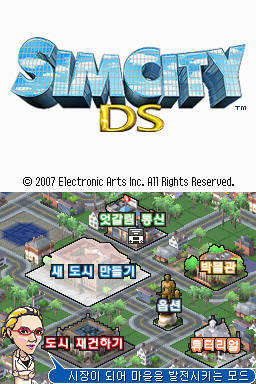 SIMCITY
DS
TM
© 2007 Electronic Arts Inc. All Rights Reserved.
엇갈림 통신
새 도시 만들기
박물관
옵션
도시 재건하기
튜터리얼
시장이 되어 마을을 발전시키는 모드